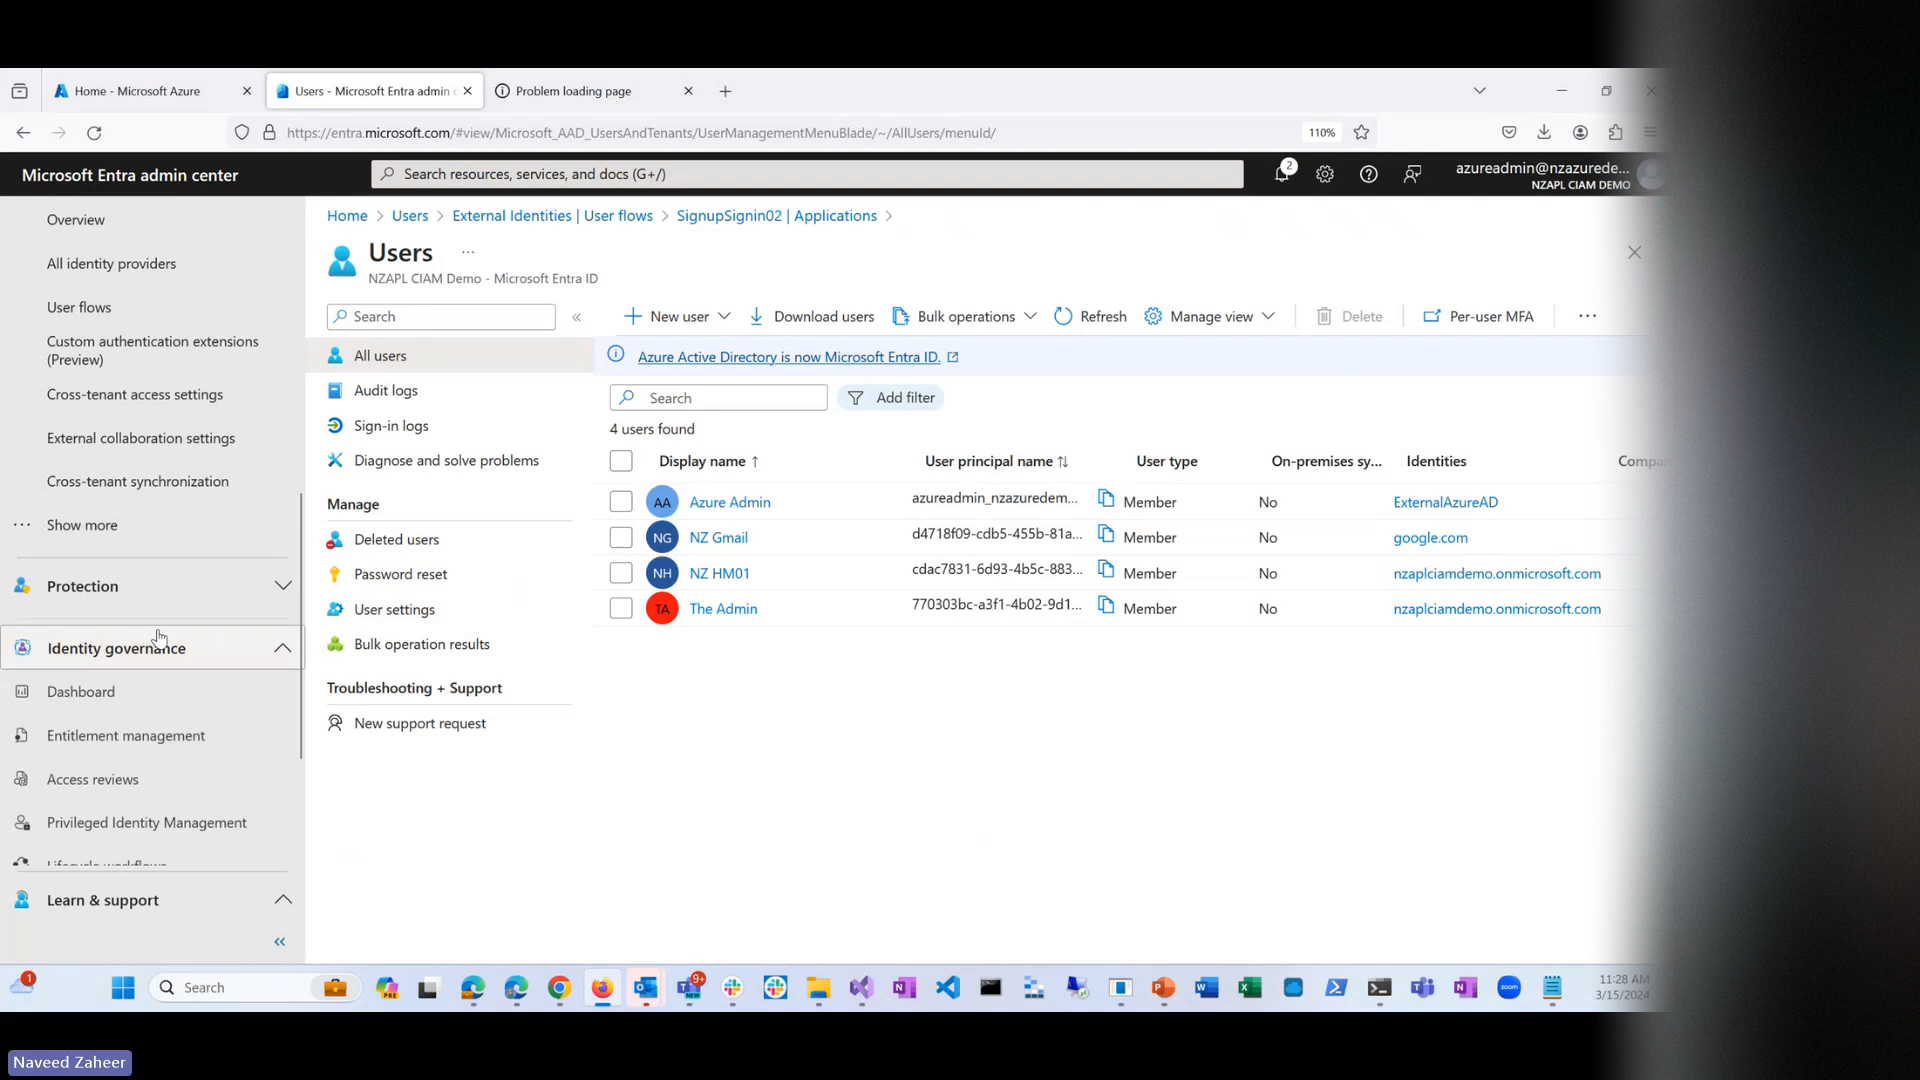 Home - Microsoft Azure
Users - Microsoft Entra admin c
Problem loading page
https://entra.microsoft.com/#view/Microsoft_AAD_UsersAndTenants/UserManagementMenuBlade/~/AllUsers/menuId/
110%
Microsoft Entra admin center
Search resources, services, and docs (G+/)
2
azureadmin@nzazurede...
NZAPL CIAM DEMO
Overview
All identity providers
User flows
Custom authentication extensions
(Preview)
Cross-tenant access settings
External collaboration settings
Cross-tenant synchronization
Show more
Protection
Identity governance
Dashboard
Entitlement management
Access reviews
Privileged Identity Management
Lifecycle workflows
Learn & support
Home > Users > External Identities | User flows > SignupSignin02 | Applications >
Users
NZAPL CIAM Demo - Microsoft Entra ID
Search
All users
Audit logs
Sign-in logs
Diagnose and solve problems
Manage
Deleted users
Password reset
User settings
Bulk operation results
Troubleshooting + Support
New support request
New user
Download users
Bulk operations
Refresh
Manage view
Delete
Per-user MFA
Azure Active Directory is now Microsoft Entra ID.
Search
Add filter
4 users found
Display name ↑ User principal name ↑↓ User type On-premises sy... Identities Compan
AA Azure Admin azureadmin_nzazuredem... Member No ExternalAzureAD
NG NZ Gmail d4718f09-cdb5-455b-81a... Member No google.com
NH NZ HM01 cdac7831-6d93-4b5c-883... Member No nzaplciamdemo.onmicrosoft.com
TA The Admin 770303bc-a3f1-4b02-9d1... Member No nzaplciamdemo.onmicrosoft.com
1
Search
PRE
9+
NEW
zoom
11:28 AM
3/15/2024
Naveed Zaheer